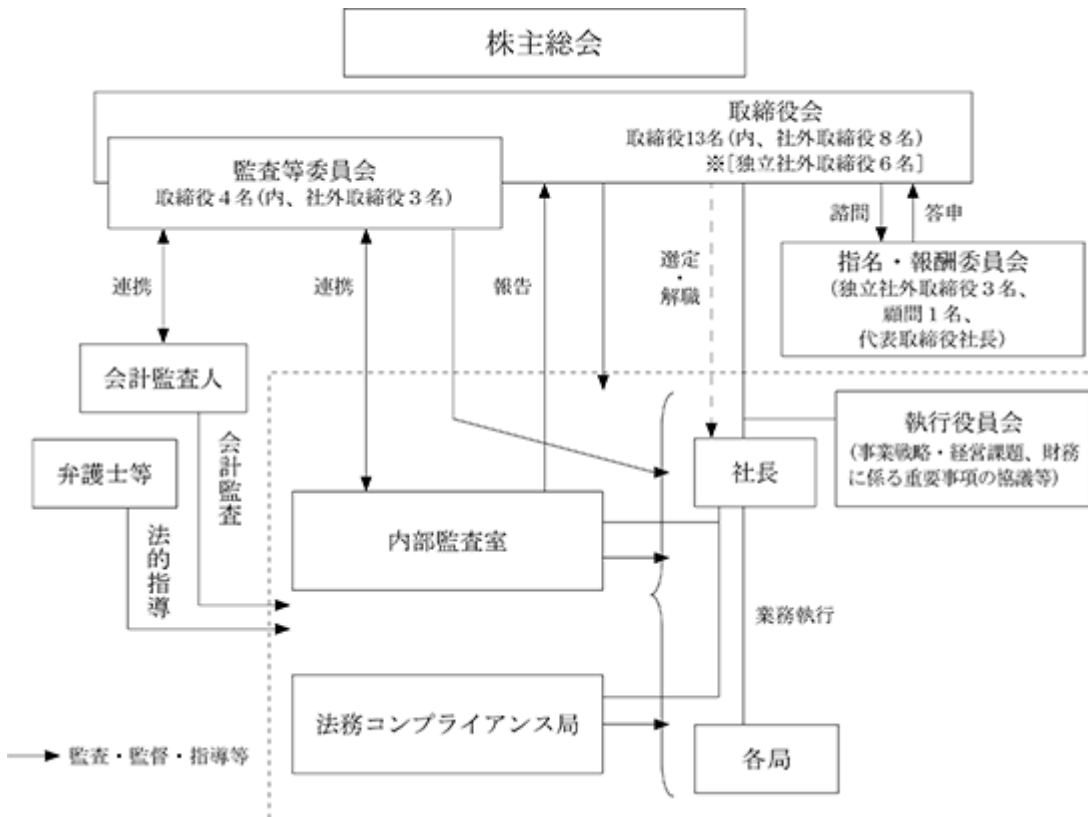 株主総会
取締役会
取締役13名(内、社外取締役8名)
※[独立社外取締役6名]
監査等委員会
取締役4名(内、社外取締役3名)
諮問
答申
連携
連携
報告
選定・解職
指名・報酬委員会
(独立社外取締役3名、
顧問1名、
代表取締役社長)
会計監査人
会計監査
弁護士等
法的指導
執行役員会
(事業戦略・経営課題、財務
に係る重要事項の協議等)
社長
内部監査室
業務執行
法務コンプライアンス局
各局
監査・監督・指導等